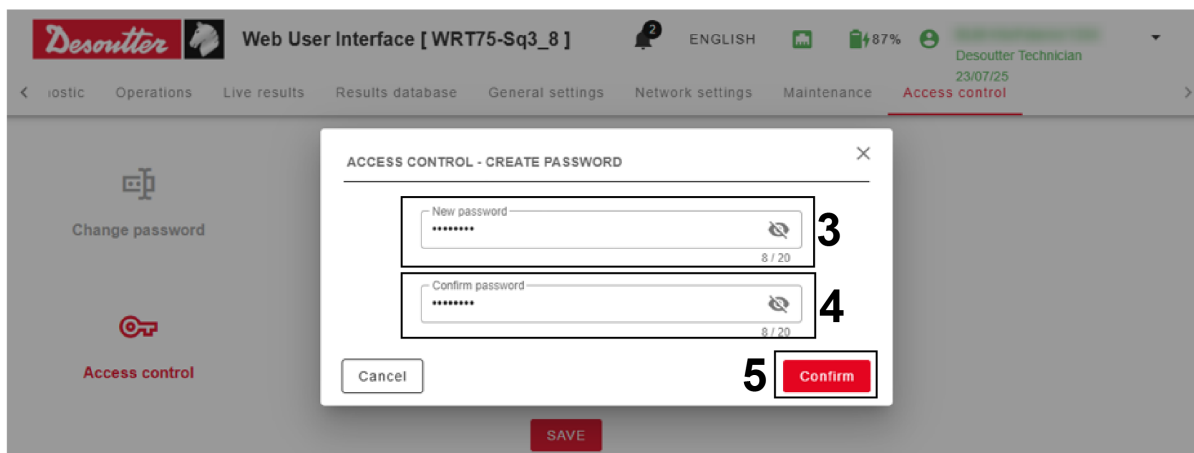 Desoutter Web User Interface [ WRT75-Sq3_8 ] 2 ENGLISH 87%
Desoutter Technician
23/07/25
Operations Live results Results database General settings Network settings Maintenance Access control
ACCESS CONTROL - CREATE PASSWORD
New password
•••••••• 3
8 / 20
Confirm password
•••••••• 4
8 / 20
Change password
Access control
Cancel 5 Confirm
SAVE